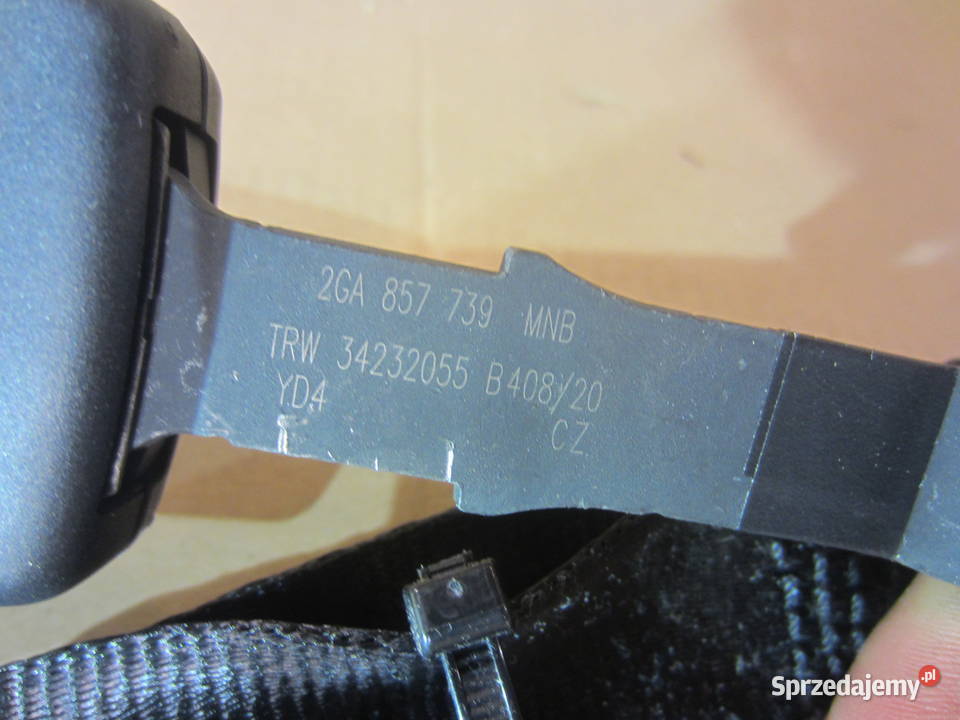 2GA 857 739 MNB
TRW 34232055 B408/20
YD4
CZ
Sprzedajemy.pl